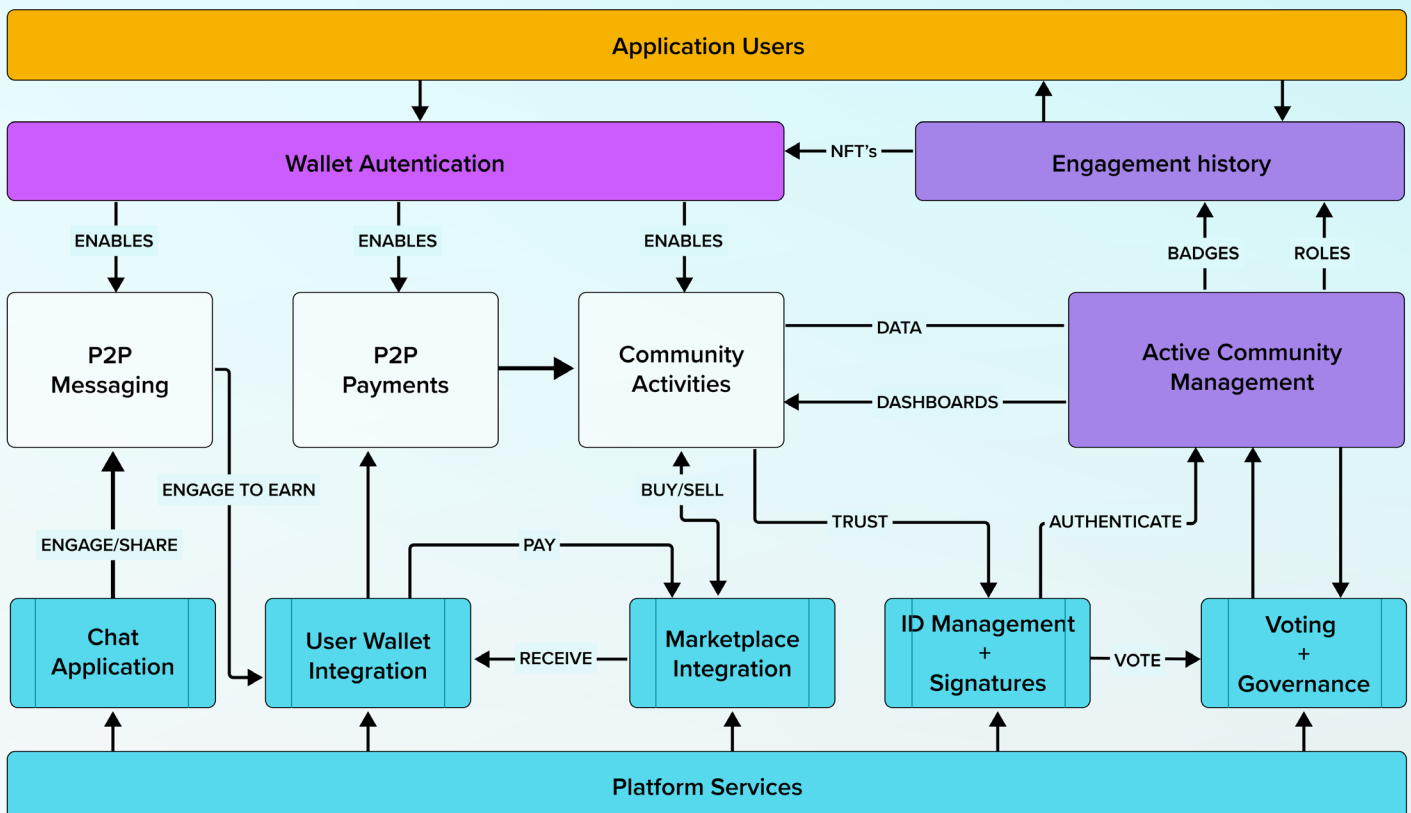 Application Users
Wallet Autentication
NFT's
Engagement history
ENABLES
ENABLES
ENABLES
BADGES
ROLES
P2P
Messaging
P2P
Payments
Community
Activities
DATA
DASHBOARDS
Active Community
Management
ENGAGE TO EARN
BUY/SELL
ENGAGE/SHARE
PAY
TRUST
AUTHENTICATE
Chat
Application
User Wallet
Integration
RECEIVE
Marketplace
Integration
ID Management
+
Signatures
VOTE
Voting
+
Governance
Platform Services